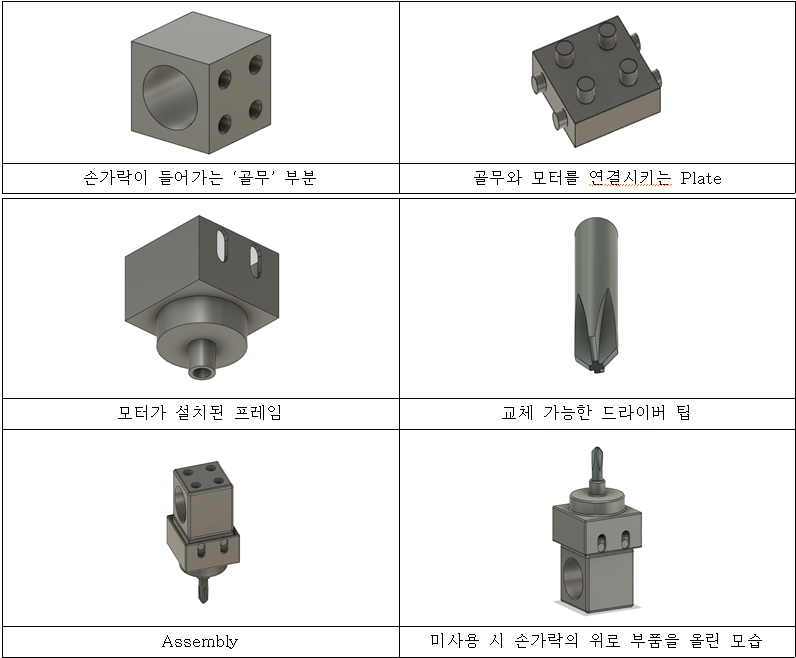 손가락이 들어가는 ‘골무’ 부분
골무와 모터를 연결시키는 Plate
모터가 설치된 프레임
교체 가능한 드라이버 팁
Assembly
미사용 시 손가락의 위로 부품을 올린 모습